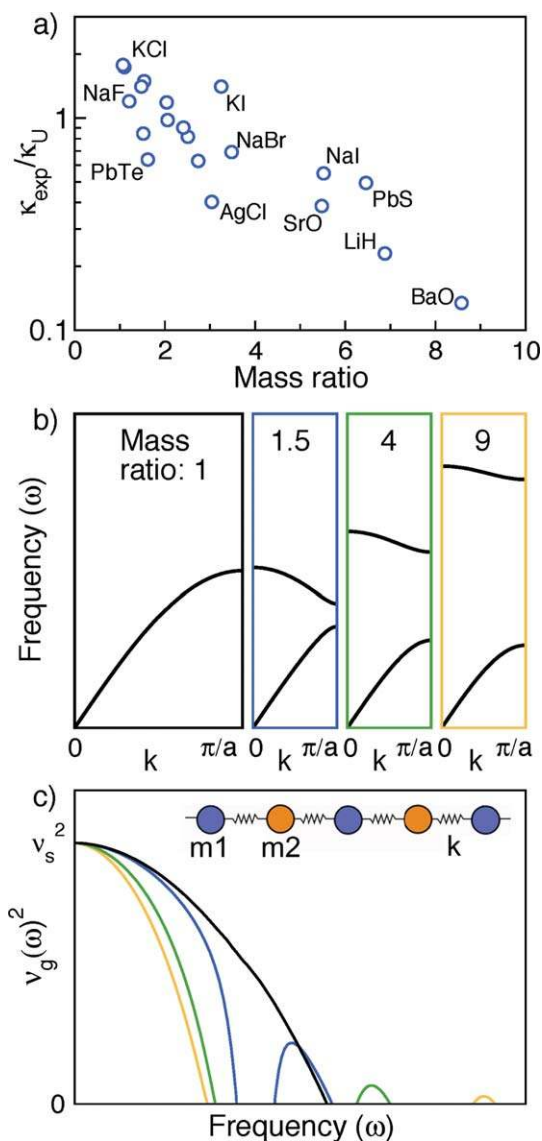 a)
KCl
NaF
KI
NaBr
NaI
PbTe
PbS
AgCl
SrO
LiH
BaO
κexp/κU
1
0.1
0 2 4 6 8 10
Mass ratio
b)
Mass
ratio: 1
1.5
4
9
Frequency (ω)
0 k π/a
0 k π/a
0 k π/a
0 k π/a
c)
νs²
m1 m2 k
νg(ω)²
0
Frequency (ω)